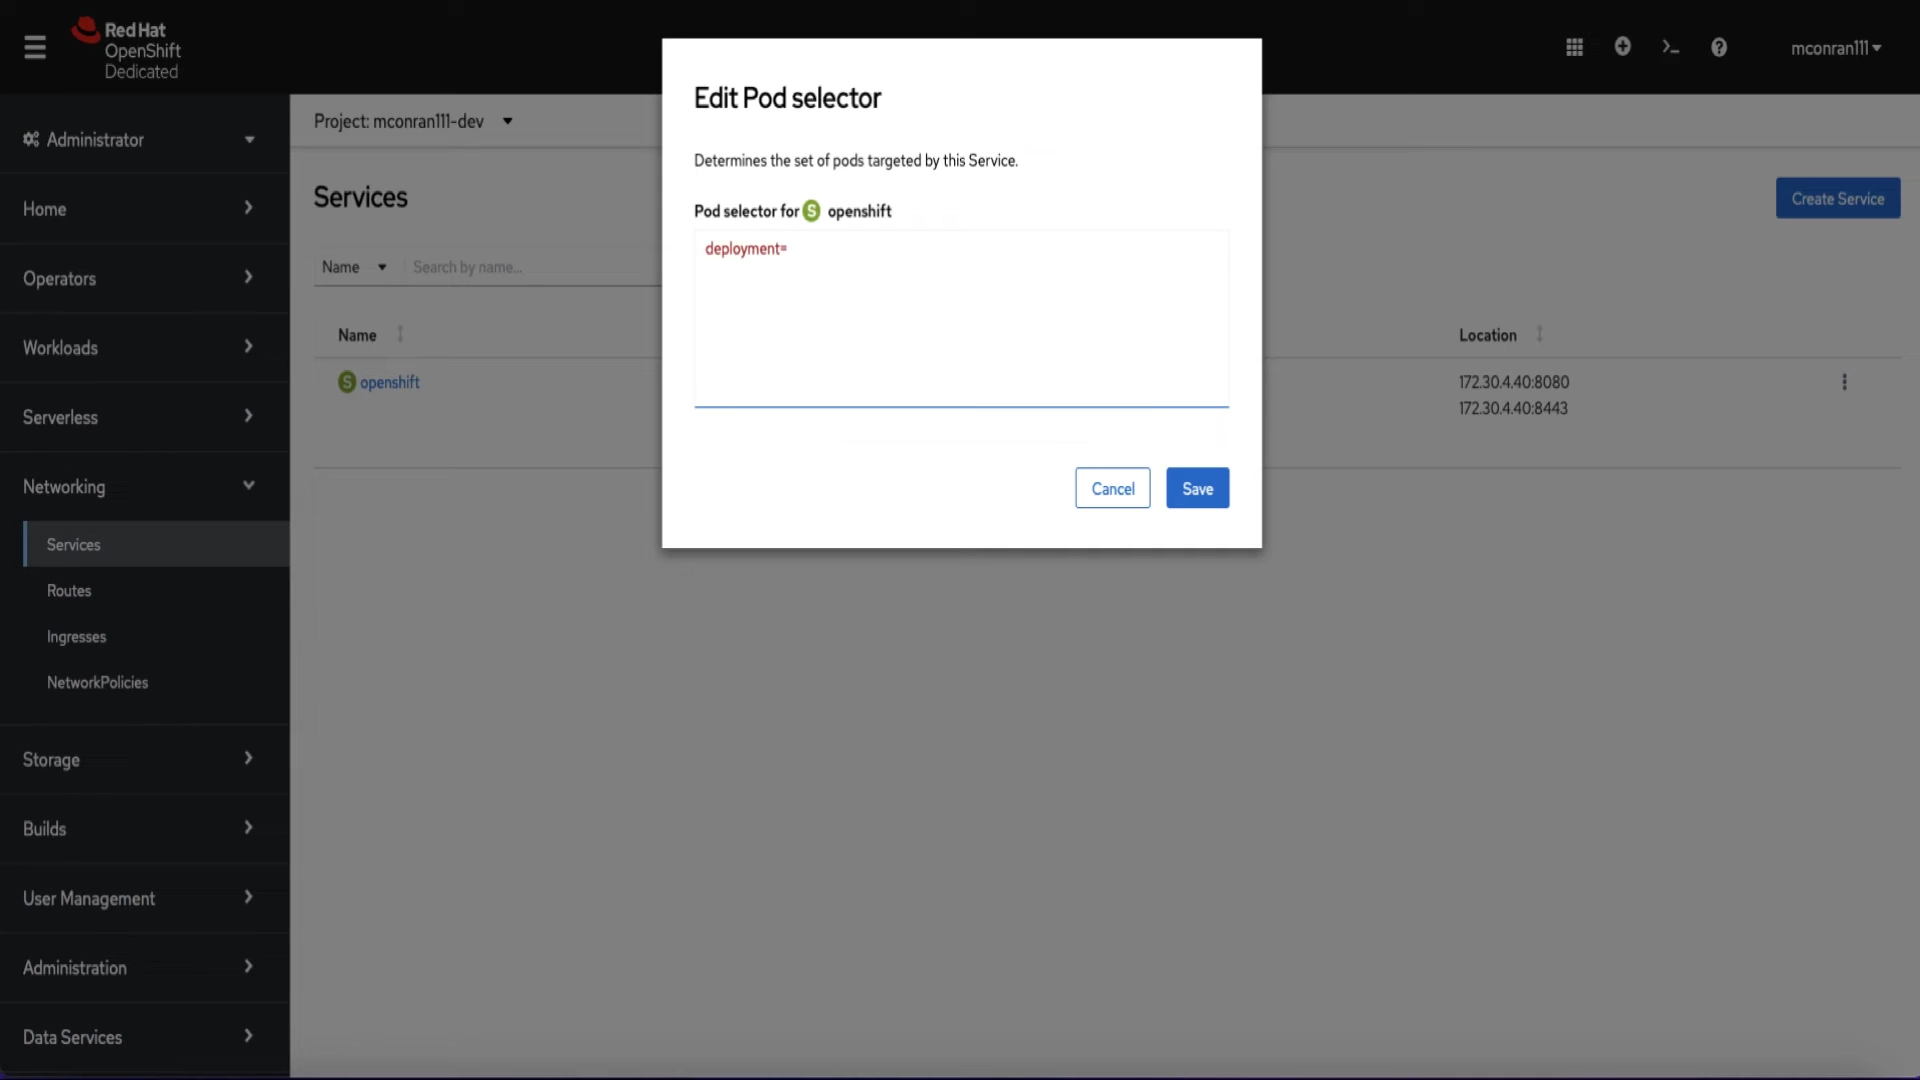 Red Hat
OpenShift
Dedicated
mconran111
Administrator
Home
Operators
Workloads
Serverless
Networking
Services
Routes
Ingresses
NetworkPolicies
Storage
Builds
User Management
Administration
Data Services
Project: mconran111-dev
Services
Create Service
Name
Search by name...
Name
Location
S openshift
172.30.4.40:8080
172.30.4.40:8443
Edit Pod selector
Determines the set of pods targeted by this Service.
Pod selector for S openshift
deployment=
Cancel
Save